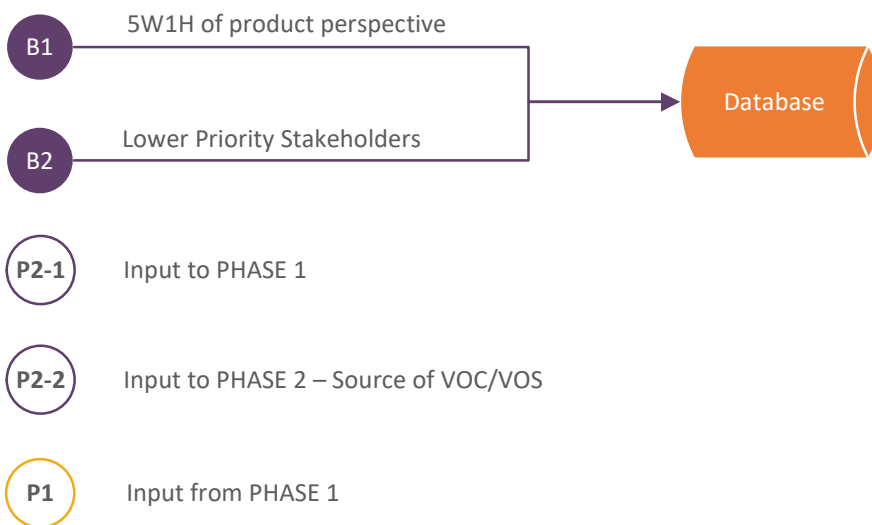 B1
5W1H of product perspective
Database
B2
Lower Priority Stakeholders
P2-1
Input to PHASE 1
P2-2
Input to PHASE 2 – Source of VOC/VOS
P1
Input from PHASE 1